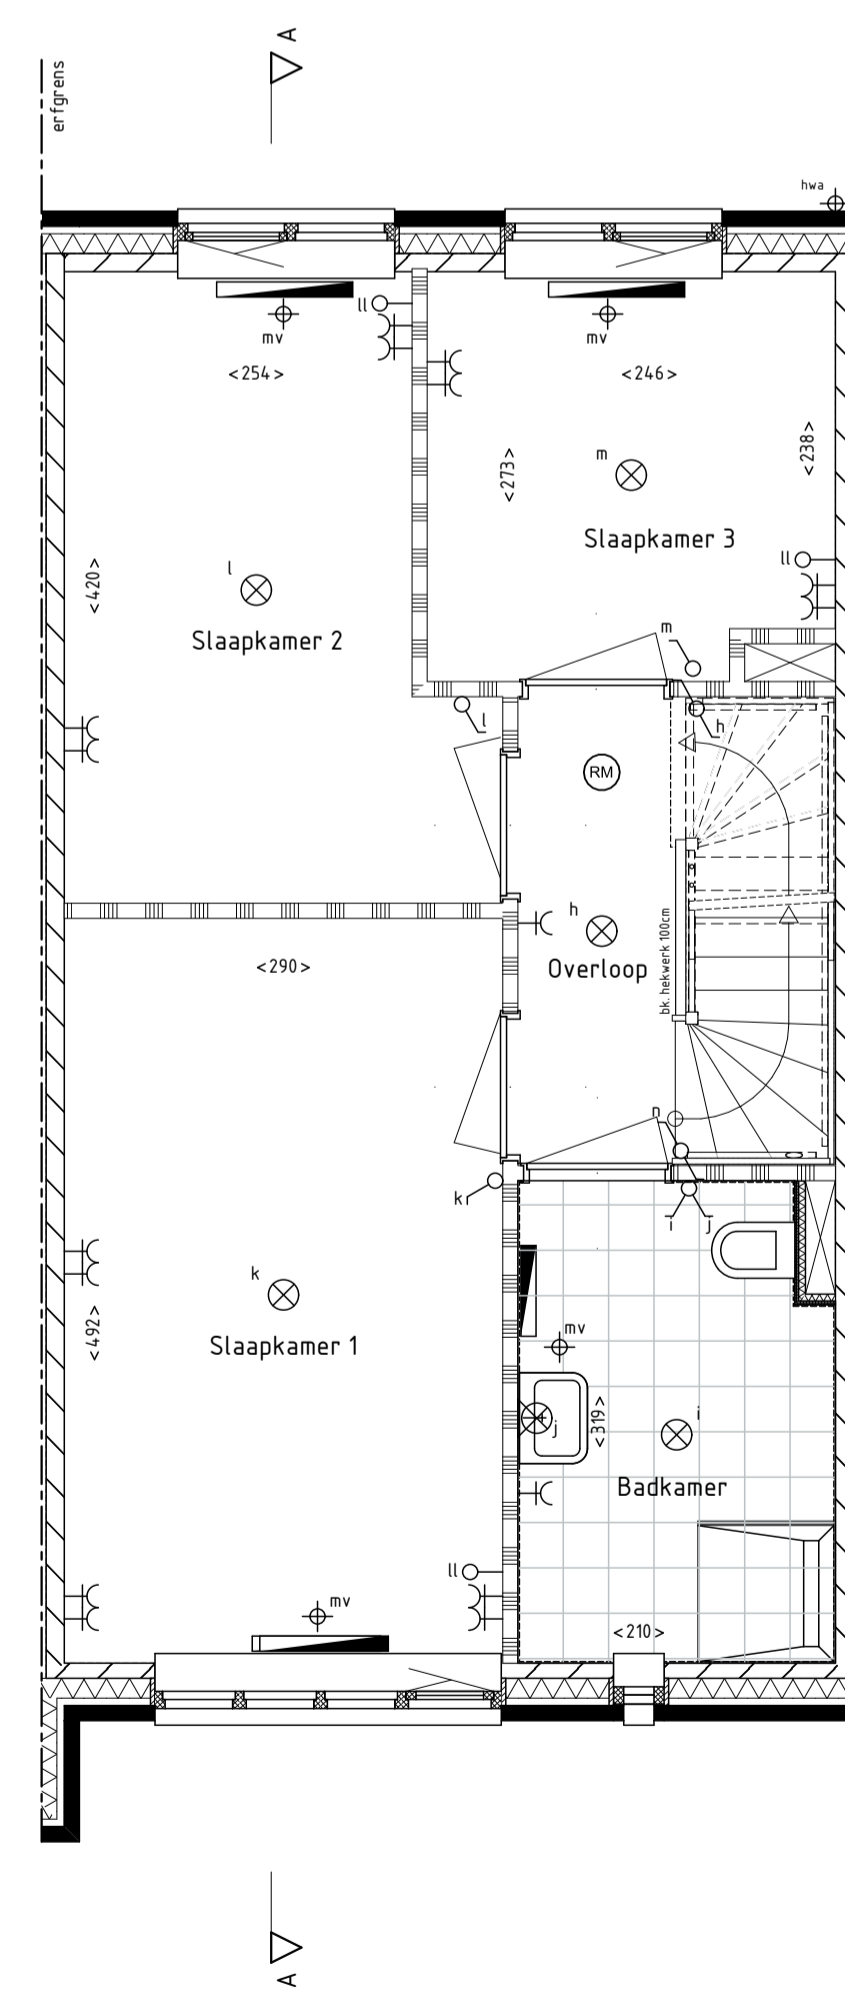 A
erfgrens
hwa
ll
mv
mv
<254>
<246>
<273>
<238>
m
Slaapkamer 3
ll
l
<420>
Slaapkamer 2
m
l
h
RM
h
Overloop
bk. hekwerk 100cm
<290>
n
kr
i
j
k
Slaapkamer 1
<492>
mv
j
<319>
i
Badkamer
ll
mv
<210>
A